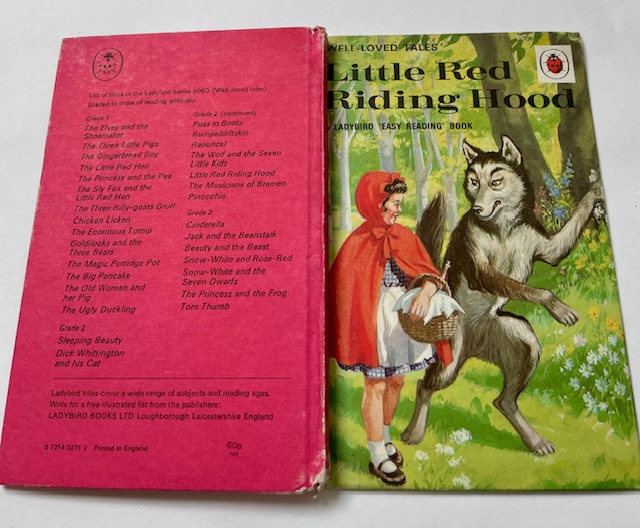 List of titles in the Ladybird Series 606D (Well-loved tales)
Graded in order of reading difficulty
Grade 1
The Elves and the
Shoemaker
The Three Little Pigs
The Gingerbread Boy
The Little Red Hen
The Princess and the Pea
The Sly Fox and the
Little Red Hen
The Three Billy-goats Gruff
Chicken Licken
The Enormous Turnip
Goldilocks and the
Three Bears
The Magic Porridge Pot
The Big Pancake
The Old Woman and
her Pig
The Ugly Duckling
Grade 2
Sleeping Beauty
Dick Whittington
and his Cat
Grade 2 (continued)
Puss in Boots
Rumpelstiltskin
Rapunzel
The Wolf and the Seven
Little Kids
Little Red Riding Hood
The Musicians of Bremen
Pinocchio
Grade 3
Cinderella
Jack and the Beanstalk
Beauty and the Beast
Snow-White and Rose-Red
Snow-White and the
Seven Dwarfs
The Princess and the Frog
Tom Thumb
Ladybird titles cover a wide range of subjects and reading ages.
Write for a free illustrated list from the publishers:
LADYBIRD BOOKS LTD Loughborough Leicestershire England
0 7214 0271 2 Printed in England
60p
net
WELL-LOVED TALES
Little Red
Riding Hood
LADYBIRD 'EASY READING' BOOK